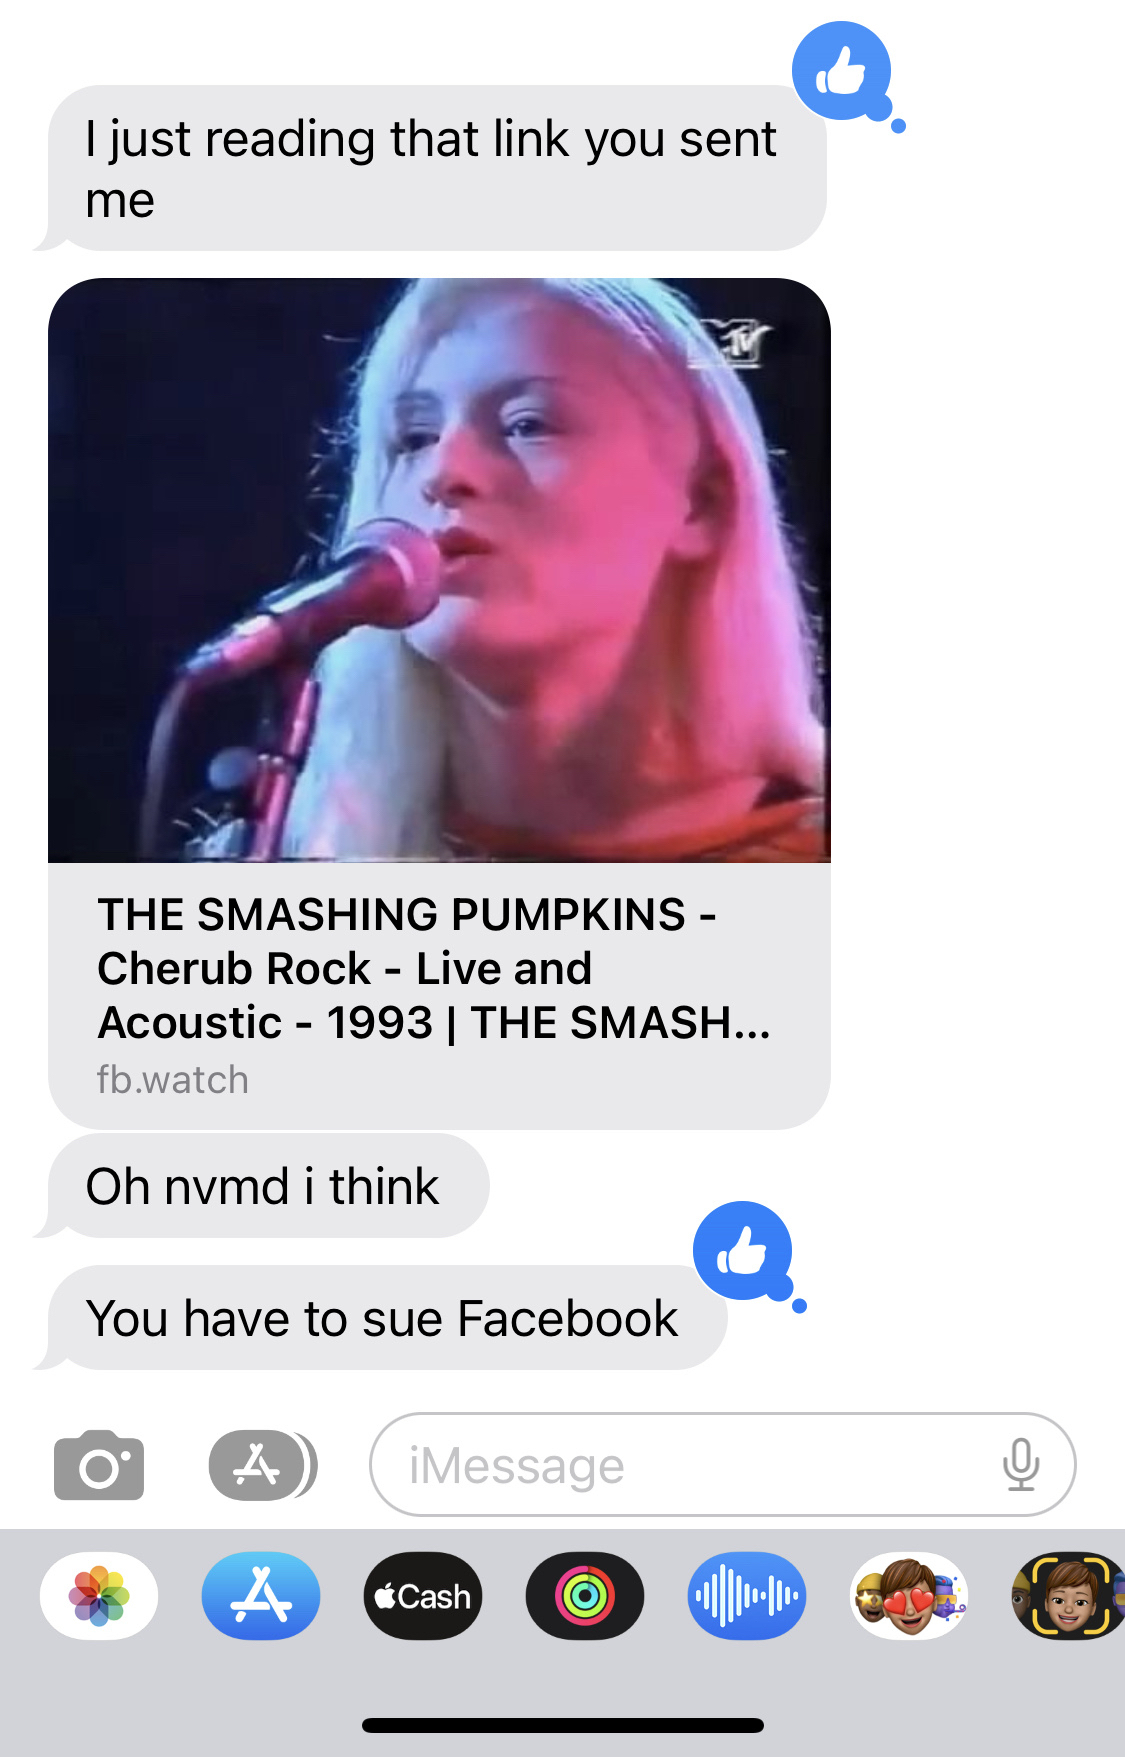 I just reading that link you sent
me
MTV
THE SMASHING PUMPKINS -
Cherub Rock - Live and
Acoustic - 1993 | THE SMASH...
fb.watch
Oh nvmd i think
You have to sue Facebook
iMessage
Cash